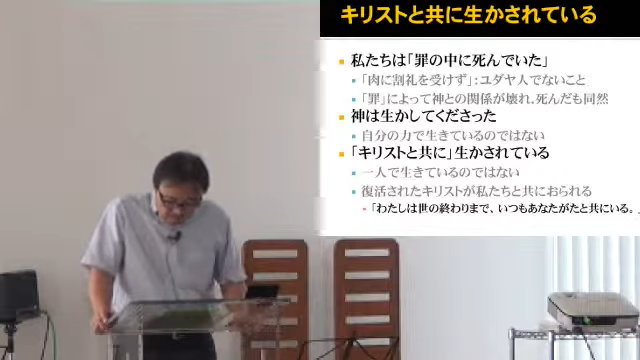 キリストと共に生かされている
私たちは「罪の中に死んでいた」
「肉に割礼を受けず」:ユダヤ人でないこと
「罪」によって神との関係が壊れ、死んだも同然
神は生かしてくださった
自分の力で生きているのではない
「キリストと共に」生かされている
一人で生きているのではない
復活されたキリストが私たちと共におられる
「わたしは世の終わりまで、いつもあなたがたと共にいる。」